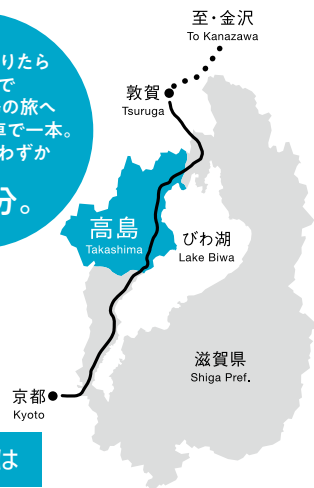 至・金沢
To Kanazawa
りたら
で
の旅へ
車で一本。
わずか
分。
敦賀
Tsuruga
高島
Takashima
びわ湖
Lake Biwa
滋賀県
Shiga Pref.
京都
Kyoto
は